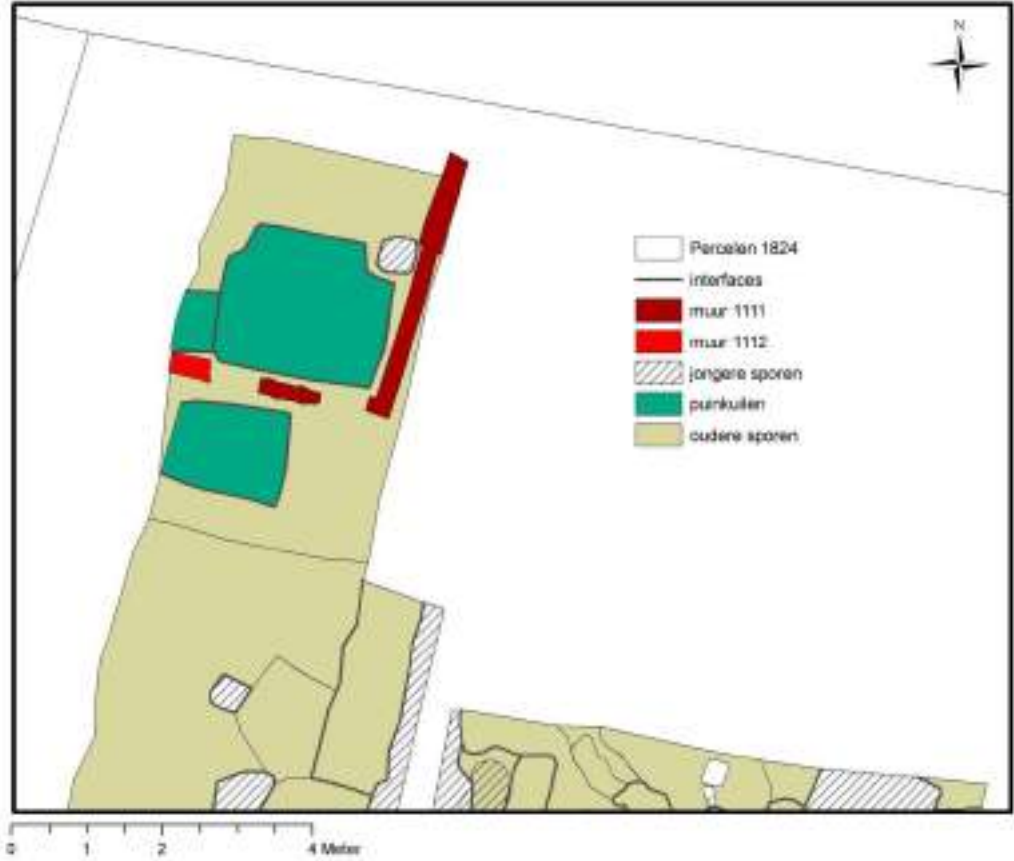 N
Percelen 1824
interfaces
muur 1111
muur 1112
jongere sporen
puinkuilen
oudere sporen
0 1 2 4 Meter